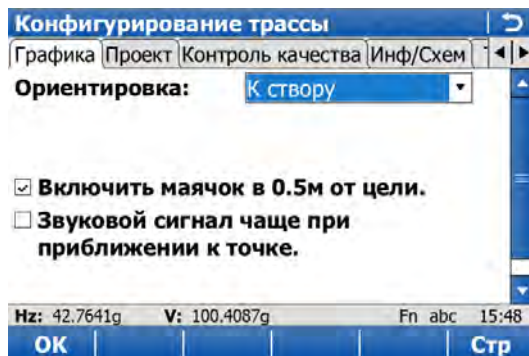 Конфигурирование трассы
Графика Проект Контроль качества Инф/Схем
Ориентировка: К створу
Включить маячок в 0.5м от цели.
Звуковой сигнал чаще при
приближении к точке.
Hz: 42.7641g V: 100.4087g Fn abc 15:48
OK Стр